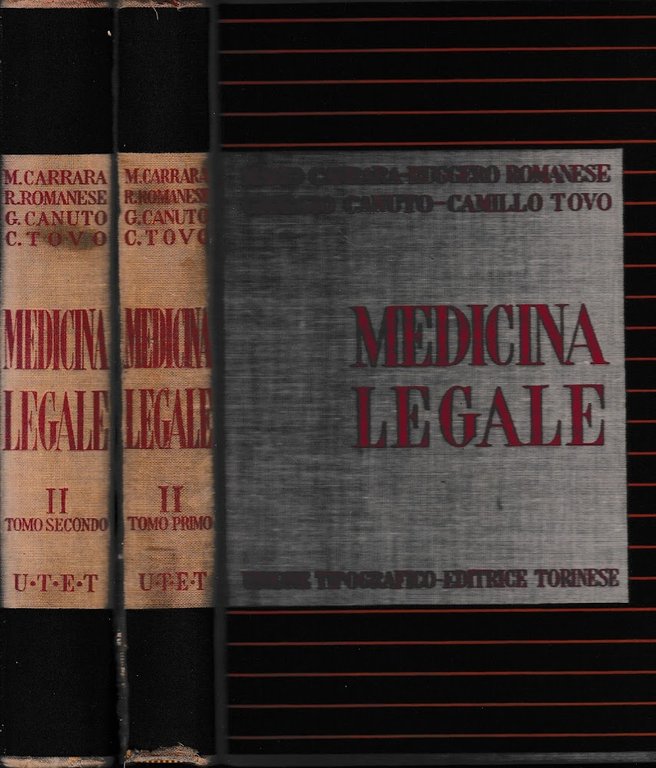 M. CARRARA
R. ROMANESE
G. CANUTO
C. TOVO
MEDICINA
LEGALE
II
TOMO SECONDO
U·T·E·T
M. CARRARA
R. ROMANESE
G. CANUTO
C. TOVO
MEDICINA
LEGALE
II
TOMO PRIMO
U·T·E·T
CARRARA-RUGGERO ROMANESE
CANUTO-CAMILLO TOVO
MEDICINA
LEGALE
TIPOGRAFICO-EDITRICE TORINESE